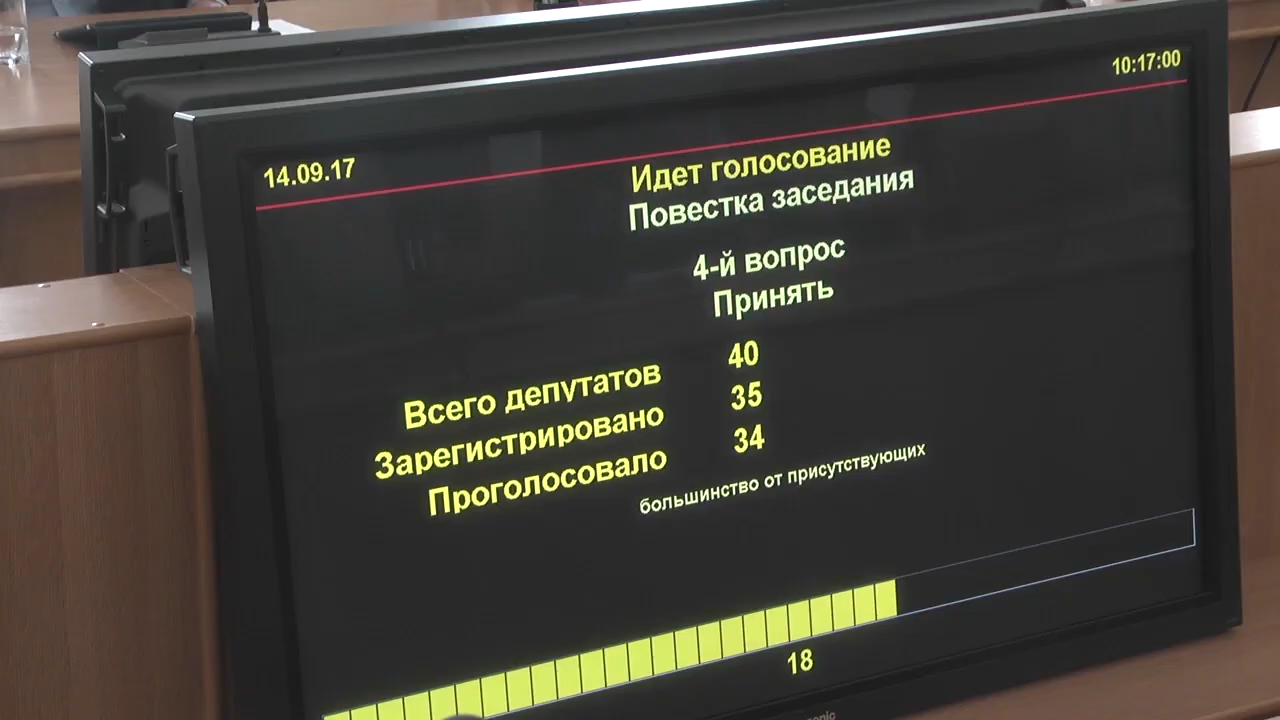 10:17:00
14.09.17
Идет голосование
Повестка заседания
4-й вопрос
Принять
Всего депутатов 40
Зарегистрировано 35
Проголосовало 34
большинство от присутствующих
18